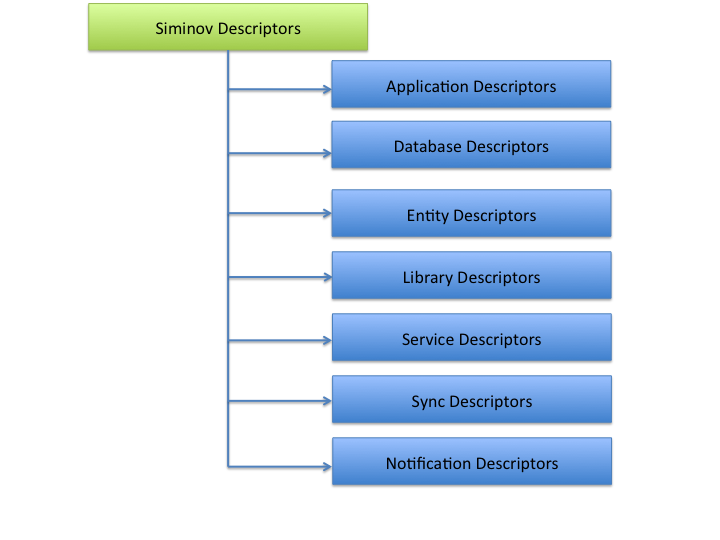 Siminov Descriptors
Application Descriptors
Database Descriptors
Entity Descriptors
Library Descriptors
Service Descriptors
Sync Descriptors
Notification Descriptors